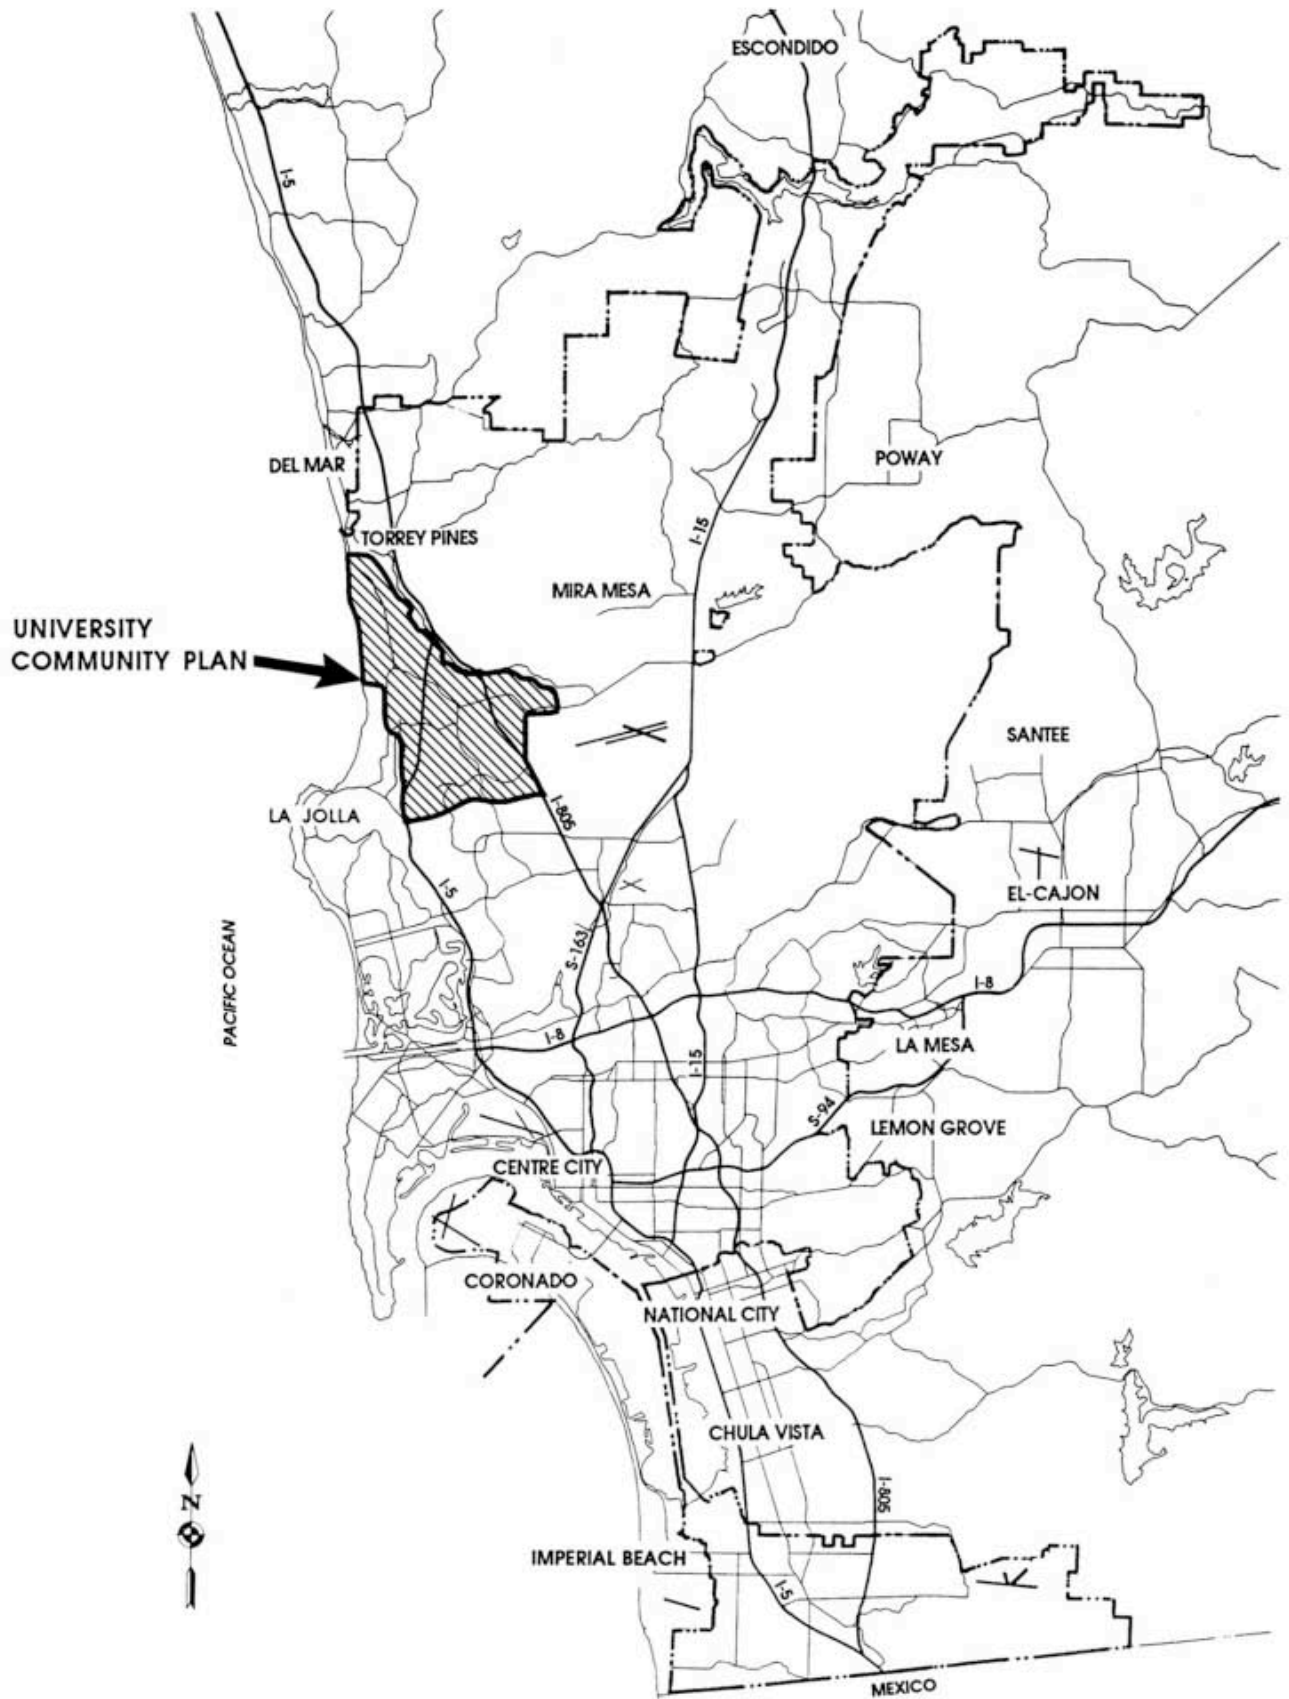 ESCONDIDO
I-5
DEL MAR
POWAY
TORREY PINES
I-15
MIRA MESA
UNIVERSITY
COMMUNITY PLAN
SANTEE
LA JOLLA
I-805
I-5
EL-CAJON
PACIFIC OCEAN
S-163
I-8
I-8
LA MESA
I-15
S-94
LEMON GROVE
CENTRE CITY
CORONADO
NATIONAL CITY
CHULA VISTA
I-805
N
IMPERIAL BEACH
I-5
MEXICO